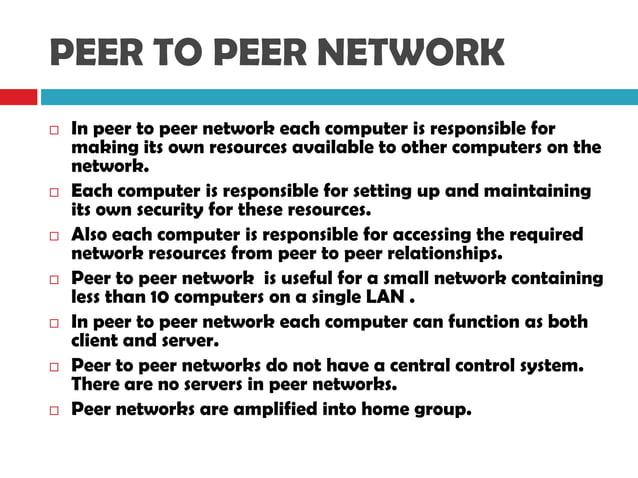 PEER TO PEER NETWORK
In peer to peer network each computer is responsible for
making its own resources available to other computers on the
network.
Each computer is responsible for setting up and maintaining
its own security for these resources.
Also each computer is responsible for accessing the required
network resources from peer to peer relationships.
Peer to peer network  is useful for a small network containing
less than 10 computers on a single LAN .
In peer to peer network each computer can function as both
client and server.
Peer to peer networks do not have a central control system.
There are no servers in peer networks.
Peer networks are amplified into home group.